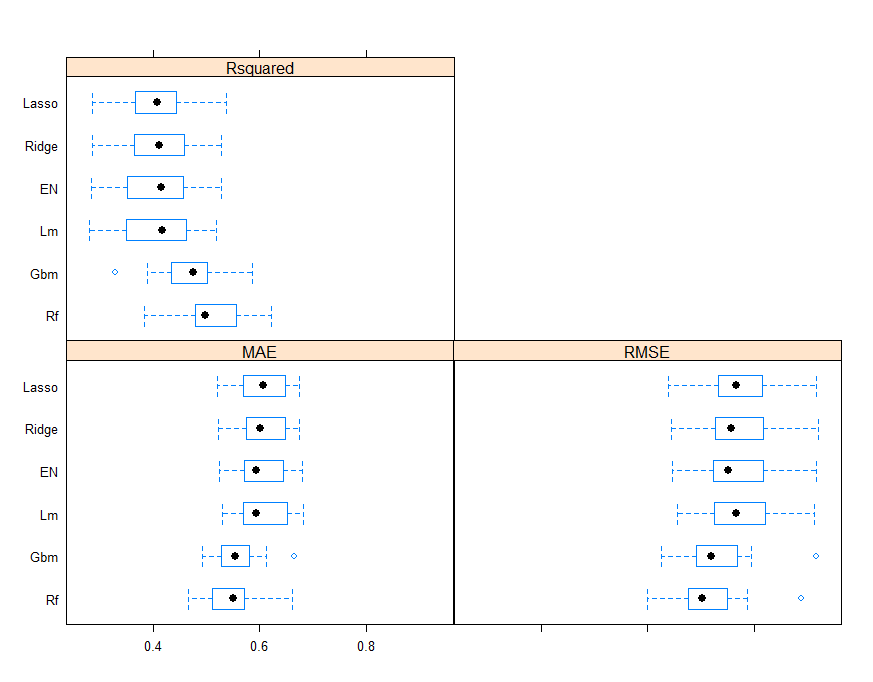 Rsquared
Lasso
Ridge
EN
Lm
Gbm
Rf
MAE
RMSE
Lasso
Ridge
EN
Lm
Gbm
Rf
0.4 0.6 0.8